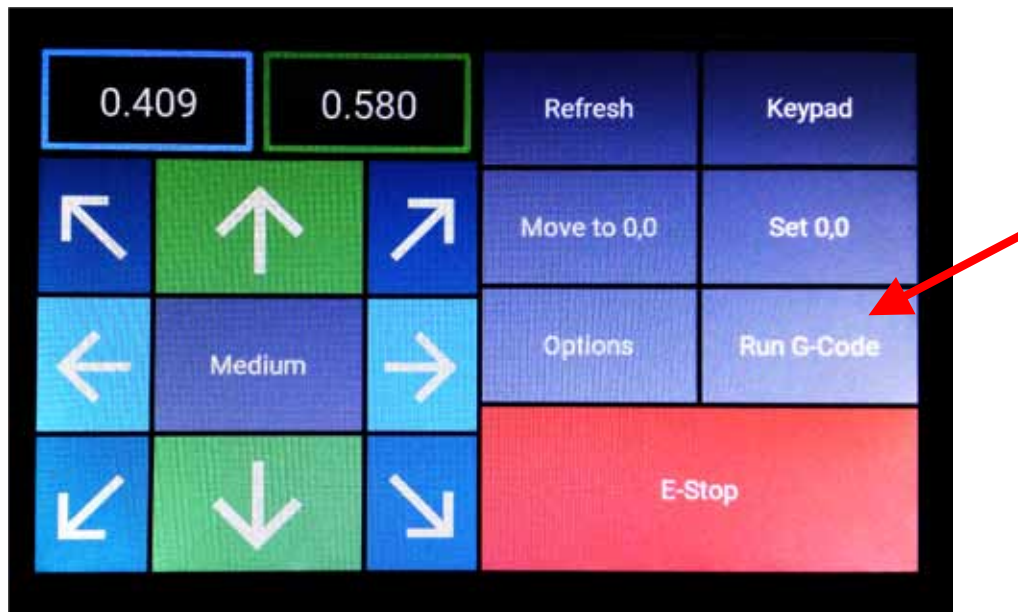 0.409 0.580 Refresh Keypad
Move to 0,0 Set 0,0
Medium Options Run G-Code
E-Stop